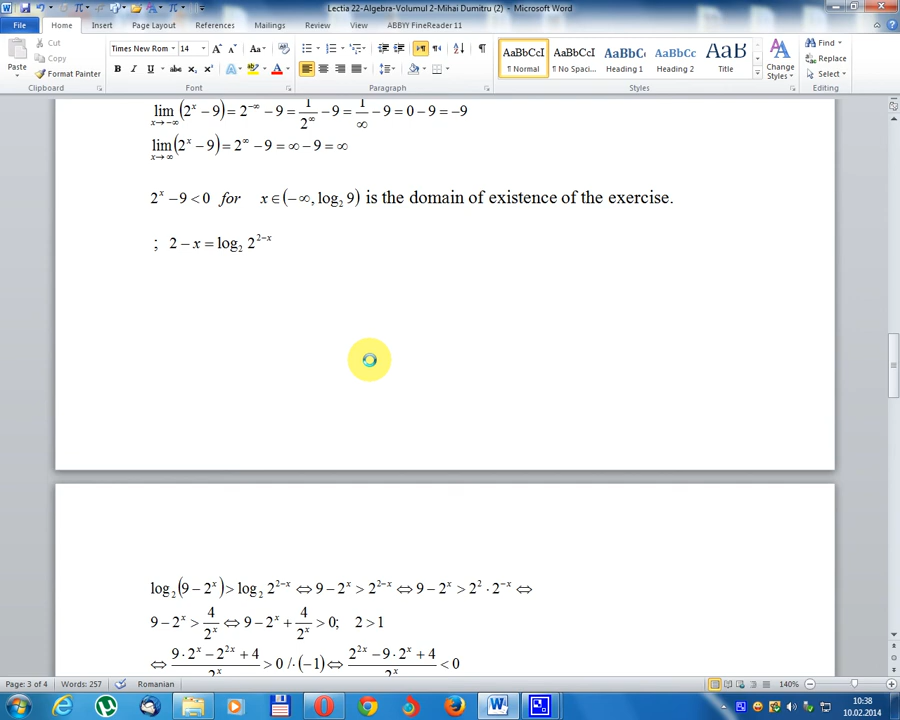 Lectia 22-Algebra-Volumul 2-Mihai Dumitru (2) - Microsoft Word
File Home Insert Page Layout References Mailings Review View ABBYY FineReader 11
Cut
Copy
Format Painter
Paste
Clipboard
Times New Rom 14
B I U abc x₂ x²
Font
Paragraph
AaBbCcI AaBbCcI AaBbC AaBbCc AaB
¶ Normal ¶ No Spaci... Heading 1 Heading 2 Title
Change Styles
Styles
Find
Replace
Select
Editing
lim x→-∞ (2^x − 9) = 2^−∞ − 9 = 1/2^∞ − 9 = 1/∞ − 9 = 0 − 9 = −9
lim x→∞ (2^x − 9) = 2^∞ − 9 = ∞ − 9 = ∞
2^x − 9 < 0 for x ∈ (−∞, log₂ 9) is the domain of existence of the exercise.
; 2 − x = log₂ 2^(2−x)
log₂(9 − 2^x) > log₂ 2^(2−x) ⇔ 9 − 2^x > 2^(2−x) ⇔ 9 − 2^x > 2² · 2^(−x) ⇔
9 − 2^x > 4/2^x ⇔ 9 − 2^x + 4/2^x > 0; 2 > 1
⇔ (9 · 2^x − 2^(2x) + 4)/2^x > 0 /·(−1) ⇔ (2^(2x) − 9 · 2^x + 4)/2^x < 0
Page: 3 of 4 Words: 257 Romanian 140%
10:38
10.02.2014